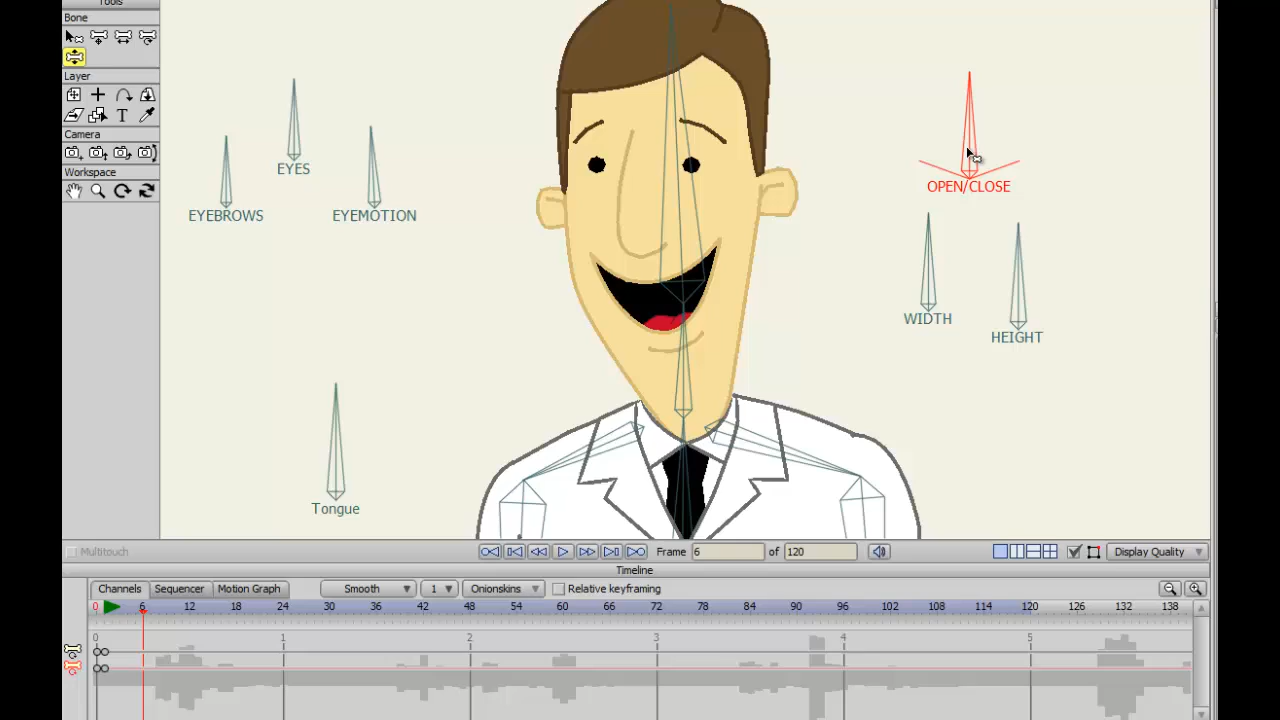 Tools
Bone
Layer
T
Camera
Workspace
EYES
EYEBROWS
EYEMOTION
OPEN/CLOSE
WIDTH
HEIGHT
Tongue
Multitouch
Frame 6 of 120
Display Quality
Timeline
Channels Sequencer Motion Graph Smooth 1 Onionskins Relative keyframing
0 6 12 18 24 30 36 42 48 54 60 66 72 78 84 90 96 102 108 114 120 126 132 138
0 1 2 3 4 5